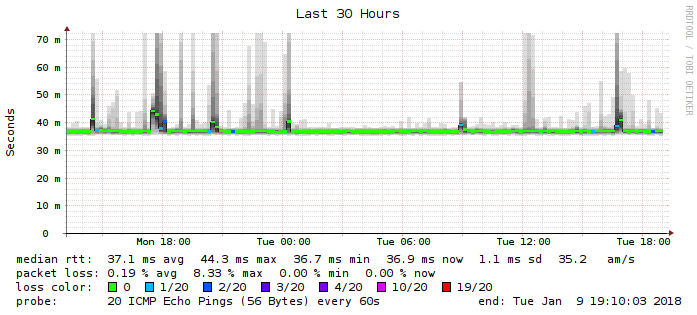 Last 30 Hours
RRDTOOL / TOBI OETIKER
Seconds
70 m
60 m
50 m
40 m
30 m
20 m
10 m
0
Mon 18:00 Tue 00:00 Tue 06:00 Tue 12:00 Tue 18:00
median rtt: 37.1 ms avg 44.3 ms max 36.7 ms min 36.9 ms now 1.1 ms sd 35.2 am/s
packet loss: 0.19 % avg 8.33 % max 0.00 % min 0.00 % now
loss color: 0 1/20 2/20 3/20 4/20 10/20 19/20
probe: 20 ICMP Echo Pings (56 Bytes) every 60s end: Tue Jan 9 19:10:03 2018